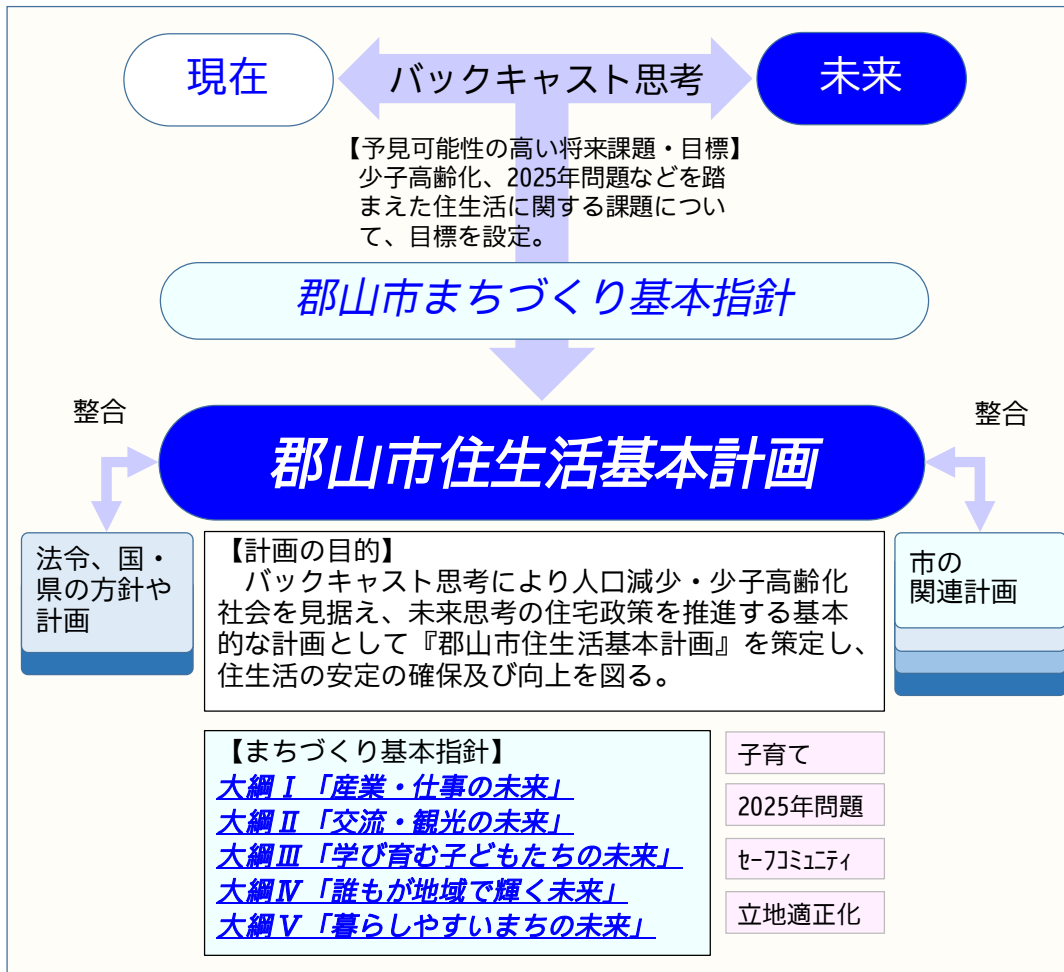 現在
バックキャスト思考
未来
【予見可能性の高い将来課題・目標】
少子高齢化、2025年問題などを踏
まえた住生活に関する課題につい
て、目標を設定。
郡山市まちづくり基本指針
整合
整合
郡山市住生活基本計画
法令、国・
県の方針や
計画
【計画の目的】
バックキャスト思考により人口減少・少子高齢化
社会を見据え、未来思考の住宅政策を推進する基本
的な計画として『郡山市住生活基本計画』を策定し、
住生活の安定の確保及び向上を図る。
市の
関連計画
【まちづくり基本指針】
大綱Ⅰ「産業・仕事の未来」
大綱Ⅱ「交流・観光の未来」
大綱Ⅲ「学び育む子どもたちの未来」
大綱Ⅳ「誰もが地域で輝く未来」
大綱Ⅴ「暮らしやすいまちの未来」
子育て
2025年問題
ｾｰﾌｺﾐｭﾆﾃｨ
立地適正化